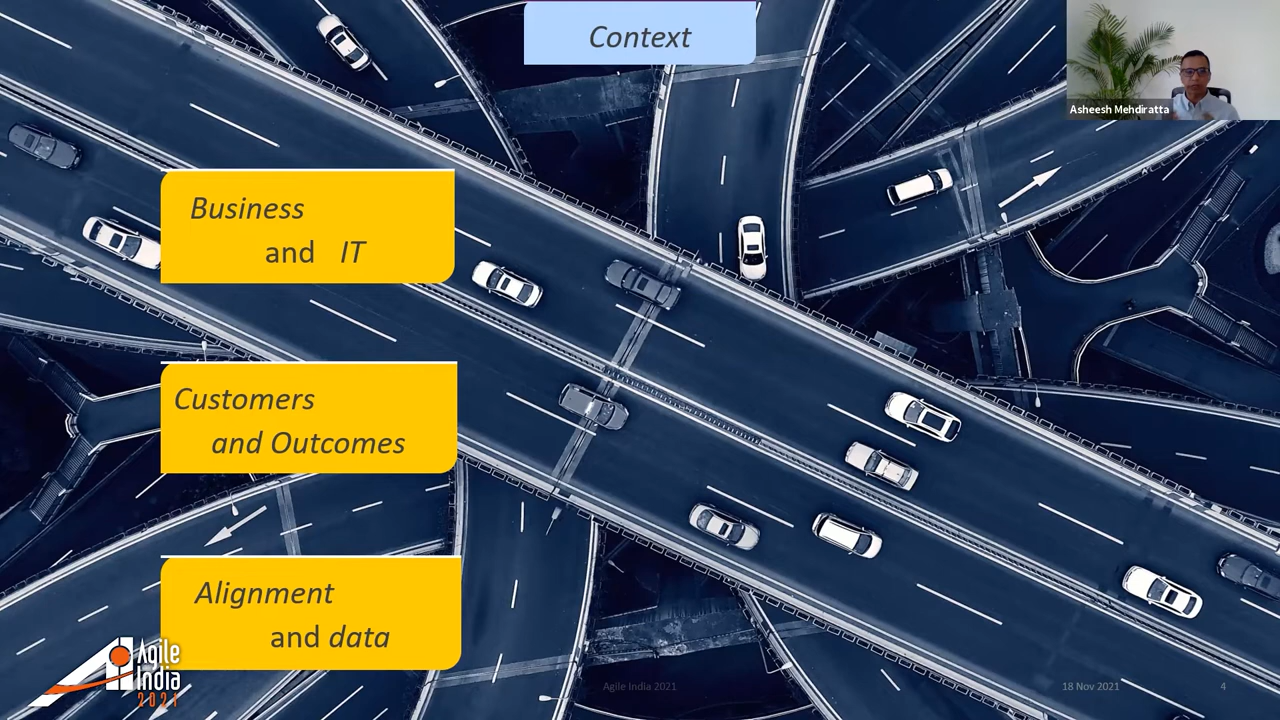 Context
Asheesh Mehdiratta
Business
and IT
Customers
and Outcomes
Alignment
and data
Agile
India
2021
Agile India 2021
18 Nov 2021
4